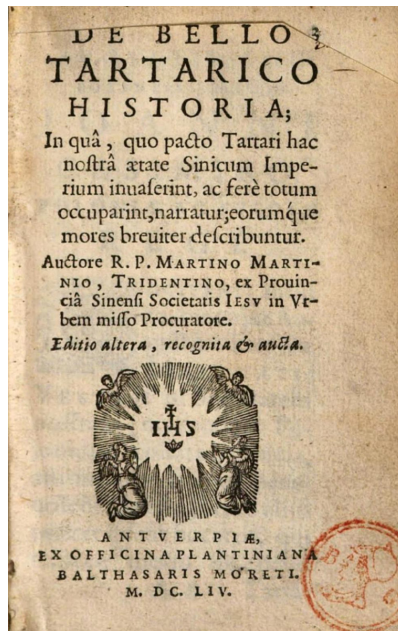 DE BELLO
TARTARICO
HISTORIA;
In quâ, quo pacto Tartari hac
noſtrâ ætate Sinicum Impe-
rium inuaſerint, ac ferè totum
occuparint, narratur; eorumq́ue
mores breuiter deſcribuntur.
Auctore R. P. MARTINO MARTI-
NIO, TRIDENTINO, ex Prouin-
ciâ Sinenſi Societatis IESV in Vr-
bem miſſo Procuratore.
Editio altera, recognita & aucta.
IHS
ANTVERPIÆ,
EX OFFICINA PLANTINIANA
BALTHASARIS MORETI.
M. DC. LIV.